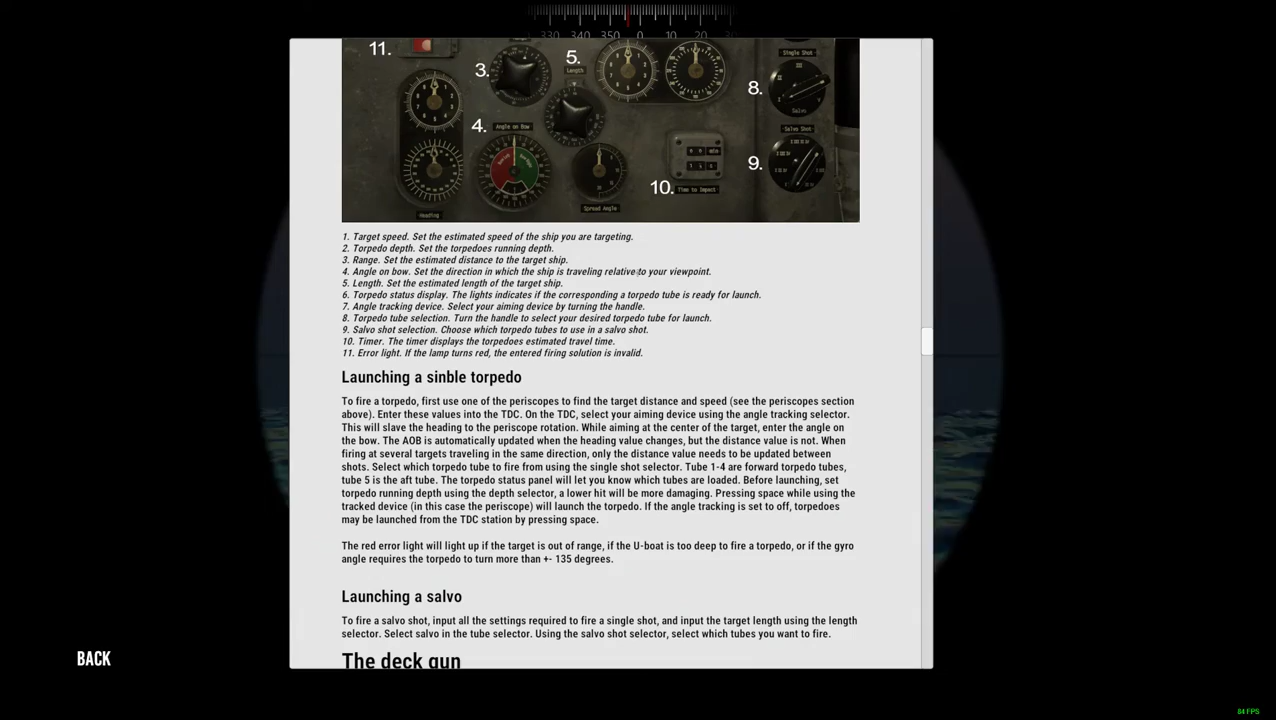 330 340 350 0 10 20 30
11.
3.
5.
Length
Single Shot
8.
Salvo
4.
Angle on Bow
Salvo Shot
9.
10.
Time to Impact
Heading
Spread Angle
1. Target speed. Set the estimated speed of the ship you are targeting.
2. Torpedo depth. Set the torpedoes running depth.
3. Range. Set the estimated distance to the target ship.
4. Angle on bow. Set the direction in which the ship is traveling relative to your viewpoint.
5. Length. Set the estimated length of the target ship.
6. Torpedo status display. The lights indicates if the corresponding a torpedo tube is ready for launch.
7. Angle tracking device. Select your aiming device by turning the handle.
8. Torpedo tube selection. Turn the handle to select your desired torpedo tube for launch.
9. Salvo shot selection. Choose which torpedo tubes to use in a salvo shot.
10. Timer. The timer displays the torpedoes estimated travel time.
11. Error light. If the lamp turns red, the entered firing solution is invalid.
Launching a sinble torpedo
To fire a torpedo, first use one of the periscopes to find the target distance and speed (see the periscopes section
above). Enter these values into the TDC. On the TDC, select your aiming device using the angle tracking selector.
This will slave the heading to the periscope rotation. While aiming at the center of the target, enter the angle on
the bow. The AOB is automatically updated when the heading value changes, but the distance value is not. When
firing at several targets traveling in the same direction, only the distance value needs to be updated between
shots. Select which torpedo tube to fire from using the single shot selector. Tube 1-4 are forward torpedo tubes,
tube 5 is the aft tube. The torpedo status panel will let you know which tubes are loaded. Before launching, set
torpedo running depth using the depth selector, a lower hit will be more damaging. Pressing space while using the
tracked device (in this case the periscope) will launch the torpedo. If the angle tracking is set to off, torpedoes
may be launched from the TDC station by pressing space.
The red error light will light up if the target is out of range, if the U-boat is too deep to fire a torpedo, or if the gyro
angle requires the torpedo to turn more than +- 135 degrees.
Launching a salvo
To fire a salvo shot, input all the settings required to fire a single shot, and input the target length using the length
selector. Select salvo in the tube selector. Using the salvo shot selector, select which tubes you want to fire.
The deck gun
BACK
84 FPS